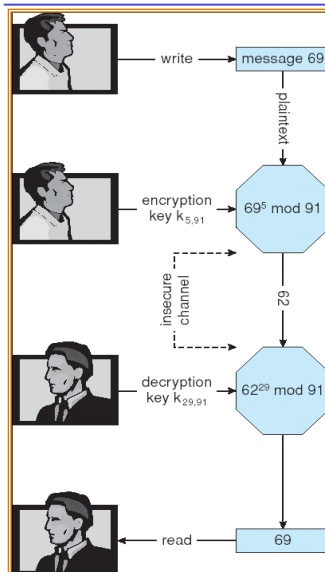 write
message 69
plaintext
encryption
key k5,91
69⁵ mod 91
insecure
channel
62
decryption
key k29,91
62²⁹ mod 91
read
69